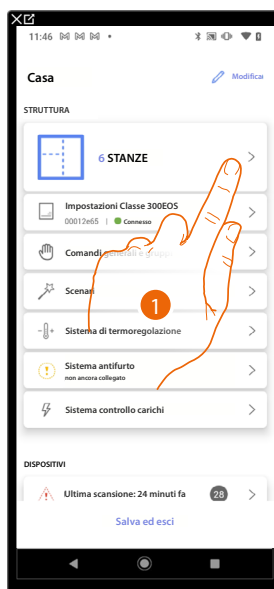 11:46
Casa
Modificai
STRUTTURA
6 STANZE
Impostazioni Classe 300EOS
00012e65 | Connesso
Comandi generali e gruppi
Scenari
1
Sistema di termoregolazione
Sistema antifurto
non ancora collegato
Sistema controllo carichi
DISPOSITIVI
Ultima scansione: 24 minuti fa
28
Salva ed esci